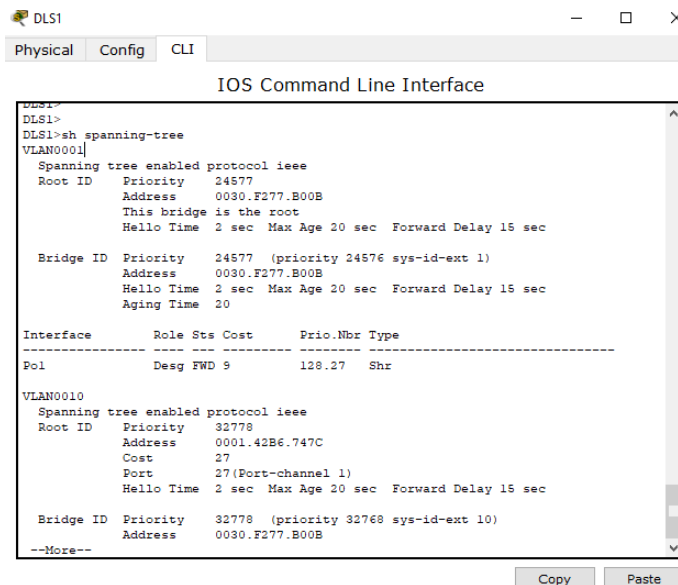 DLS1
Physical Config CLI
IOS Command Line Interface
DLS1>
DLS1>
DLS1>sh spanning-tree
VLAN0001
Spanning tree enabled protocol ieee
Root ID Priority 24577
Address 0030.F277.B00B
This bridge is the root
Hello Time 2 sec Max Age 20 sec Forward Delay 15 sec
Bridge ID Priority 24577 (priority 24576 sys-id-ext 1)
Address 0030.F277.B00B
Hello Time 2 sec Max Age 20 sec Forward Delay 15 sec
Aging Time 20
Interface Role Sts Cost Prio.Nbr Type
---------------- ---- --- --------- -------- --------------------------------
Po1 Desg FWD 9 128.27 Shr
VLAN0010
Spanning tree enabled protocol ieee
Root ID Priority 32778
Address 0001.42B6.747C
Cost 27
Port 27(Port-channel 1)
Hello Time 2 sec Max Age 20 sec Forward Delay 15 sec
Bridge ID Priority 32778 (priority 32768 sys-id-ext 10)
Address 0030.F277.B00B
--More--
Copy Paste